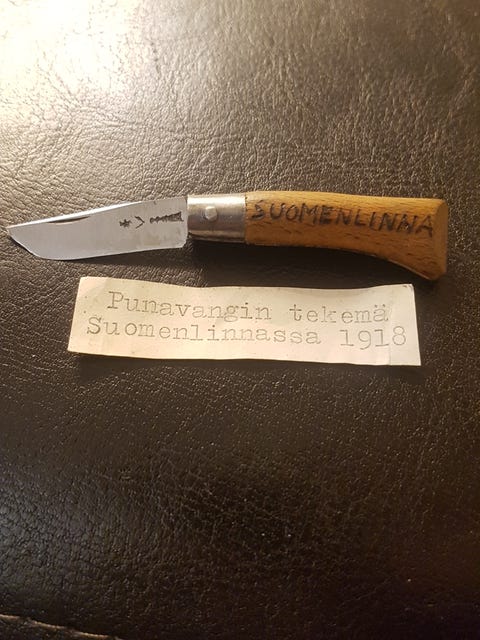 SUOMENLINNA
Punavangin tekemä
Suomenlinnassa 1918